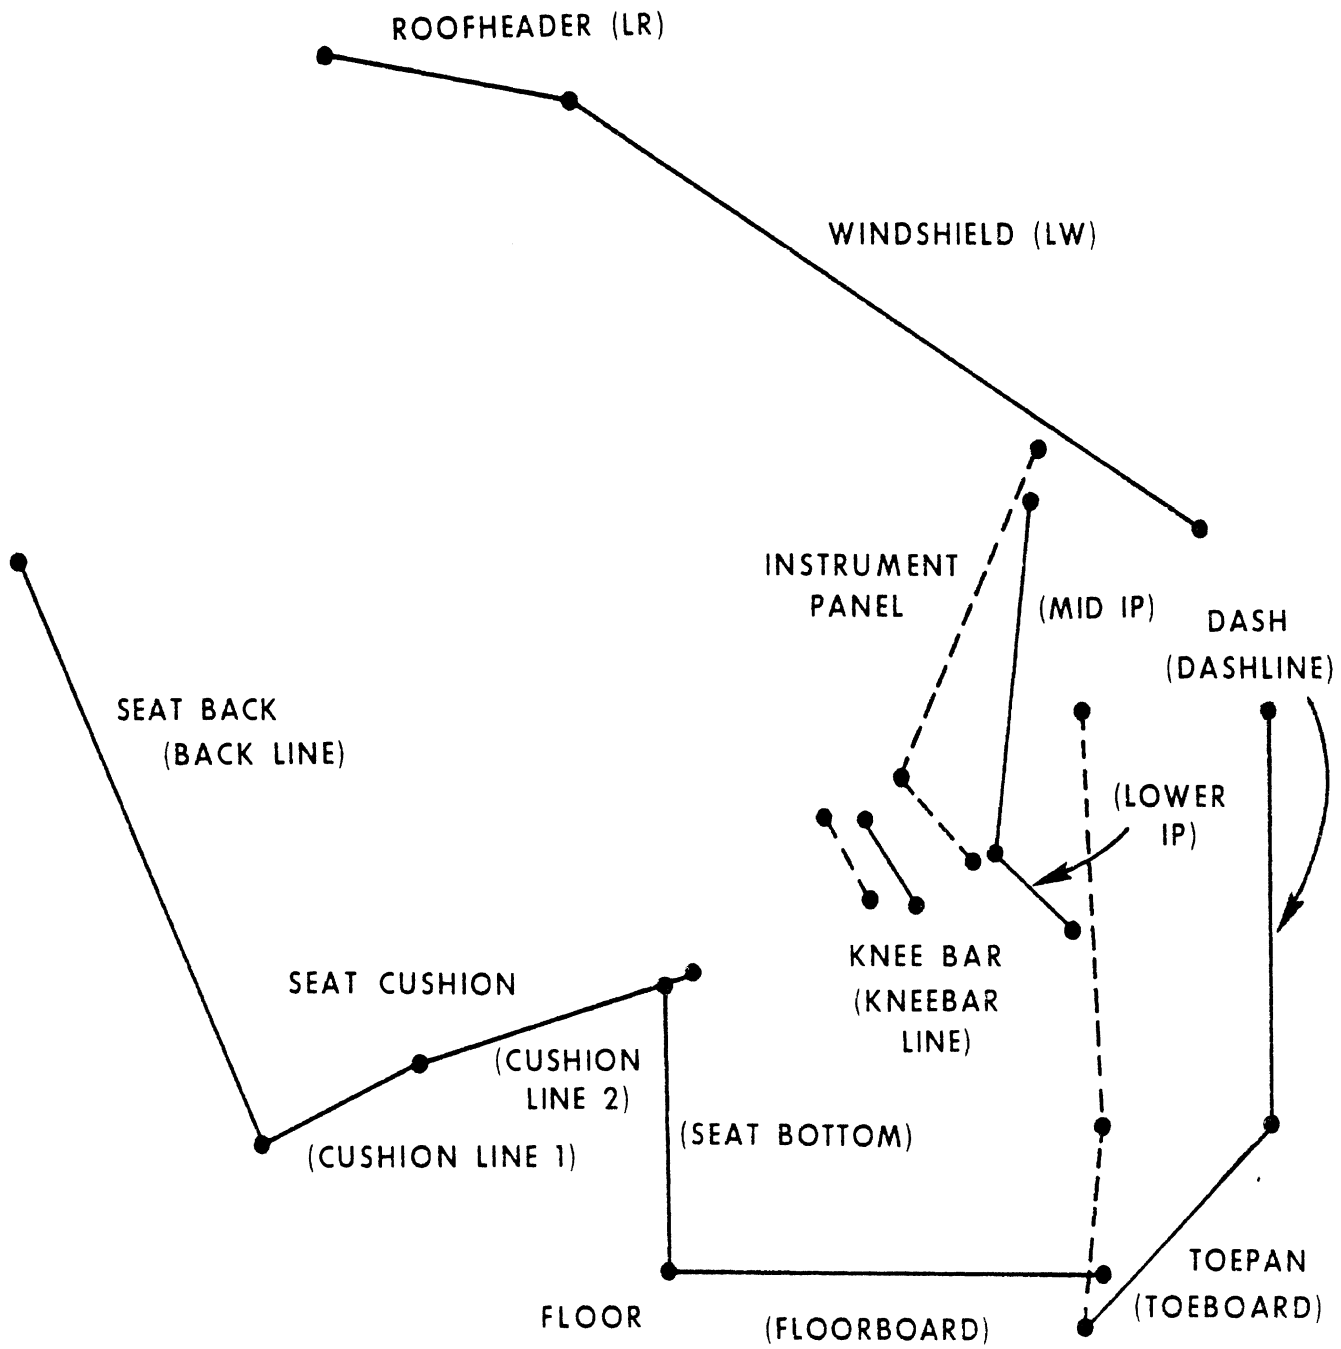 ROOFHEADER (LR)
WINDSHIELD (LW)
INSTRUMENT
PANEL
(MID IP)
DASH
(DASHLINE)
SEAT BACK
(BACK LINE)
(LOWER
IP)
KNEE BAR
(KNEEBAR
LINE)
SEAT CUSHION
(CUSHION
LINE 2)
(CUSHION LINE 1)
(SEAT BOTTOM)
TOEPAN
(TOEBOARD)
FLOOR
(FLOORBOARD)